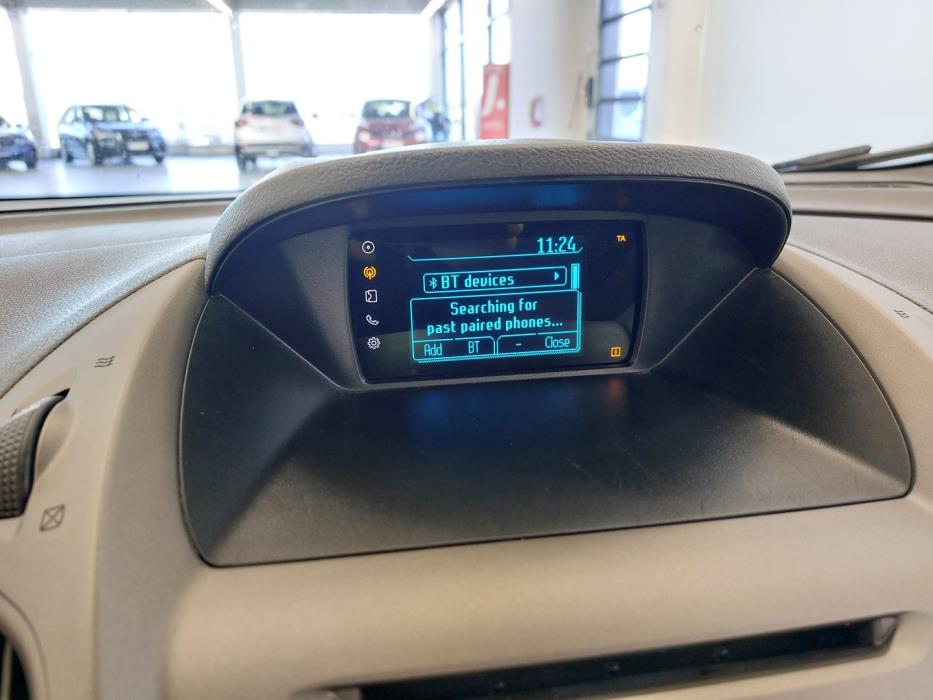 11:24
TA
BT devices
Searching for
past paired phones...
Add BT - Close